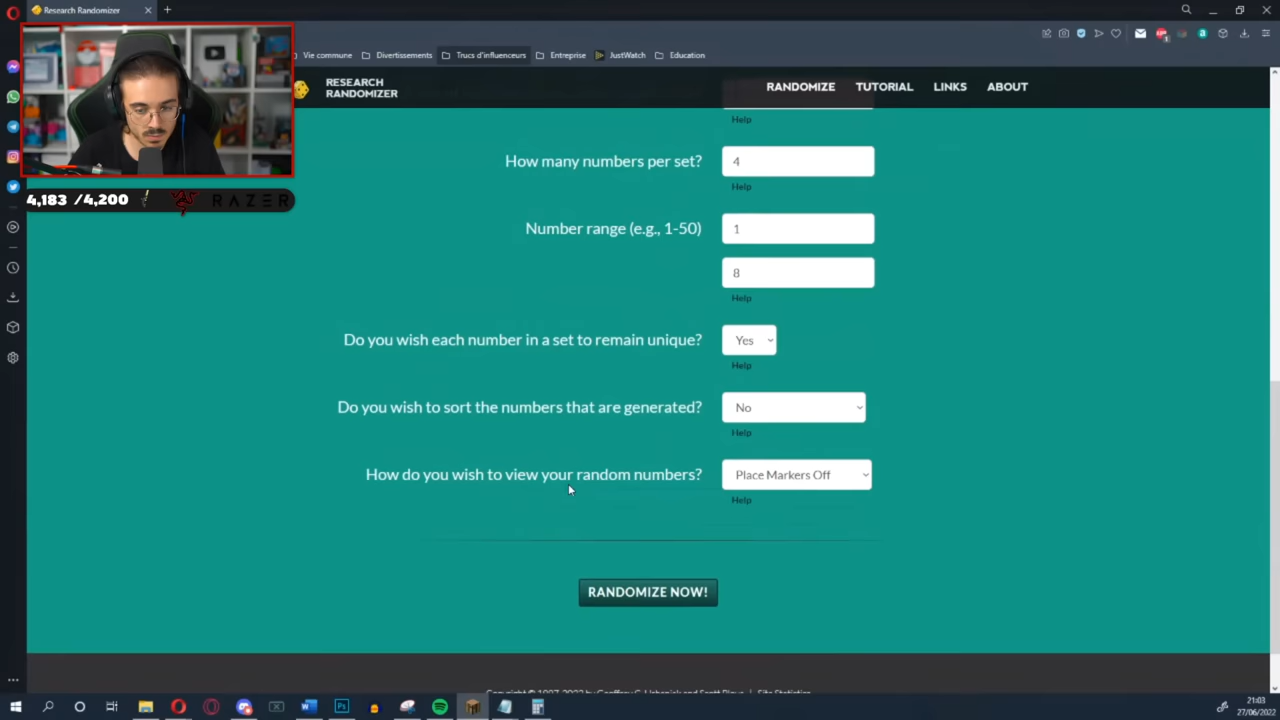 Research Randomizer
Vie commune
Divertissements
Trucs d'influenceurs
Entreprise
JustWatch
Education
RESEARCH
RANDOMIZER
RANDOMIZE
TUTORIAL
LINKS
ABOUT
Help
How many numbers per set?
4
Help
4,183 /4,200
RAZER
Number range (e.g., 1-50)
1
8
Help
Do you wish each number in a set to remain unique?
Yes
Help
Do you wish to sort the numbers that are generated?
No
Help
How do you wish to view your random numbers?
Place Markers Off
Help
RANDOMIZE NOW!
21:03
27/06/2022